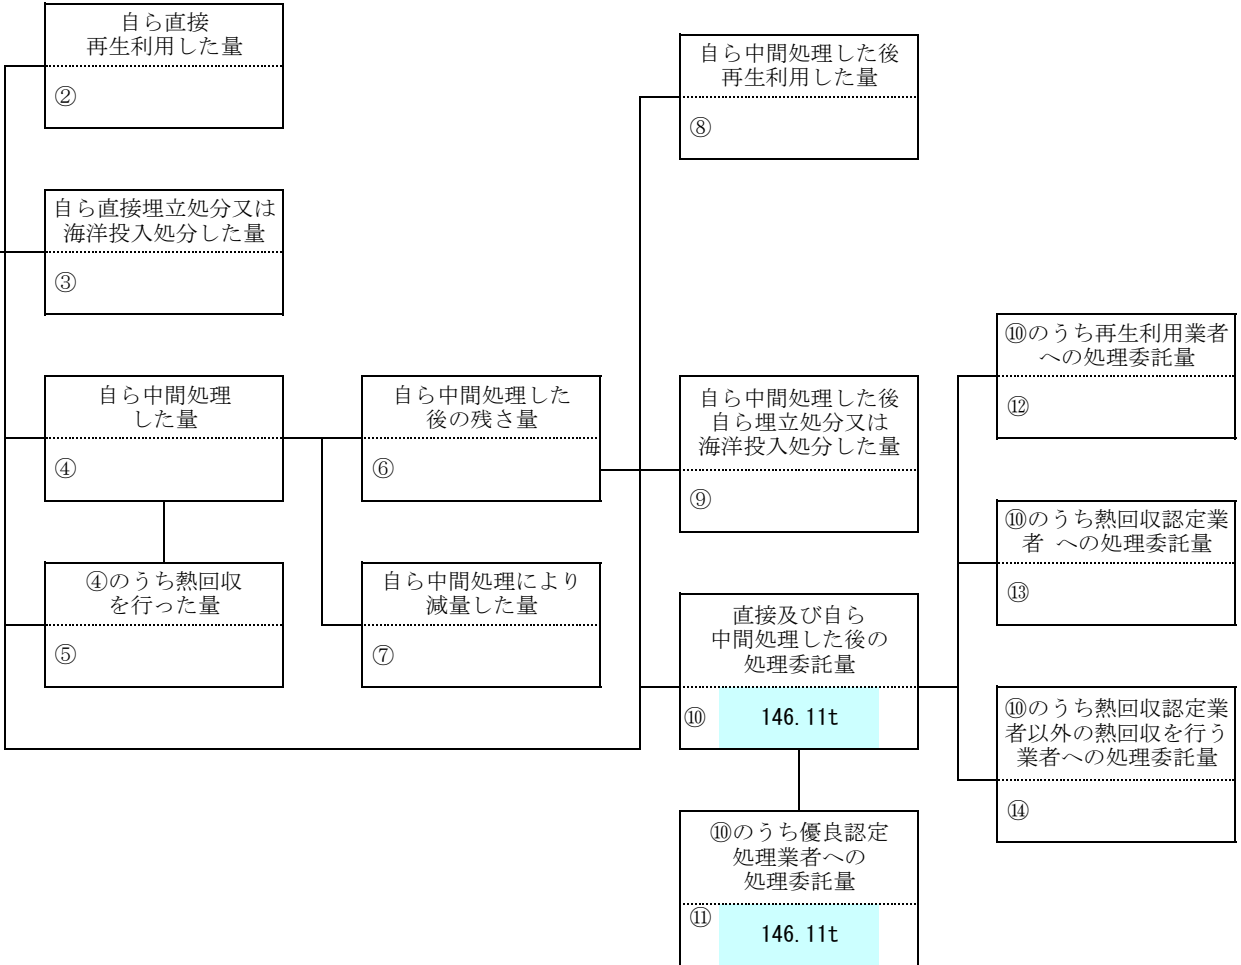 自ら直接
再生利用した量
②
自ら直接埋立処分又は
海洋投入処分した量
③
自ら中間処理
した量
④
④のうち熱回収
を行った量
⑤
自ら中間処理した
後の残さ量
⑥
自ら中間処理により
減量した量
⑦
自ら中間処理した後
再生利用した量
⑧
自ら中間処理した後
自ら埋立処分又は
海洋投入処分した量
⑨
直接及び自ら
中間処理した後の
処理委託量
⑩ 146.11t
⑩のうち優良認定
処理業者への
処理委託量
⑪ 146.11t
⑩のうち再生利用業者
への処理委託量
⑫
⑩のうち熱回収認定業
者 への処理委託量
⑬
⑩のうち熱回収認定業
者以外の熱回収を行う
業者への処理委託量
⑭